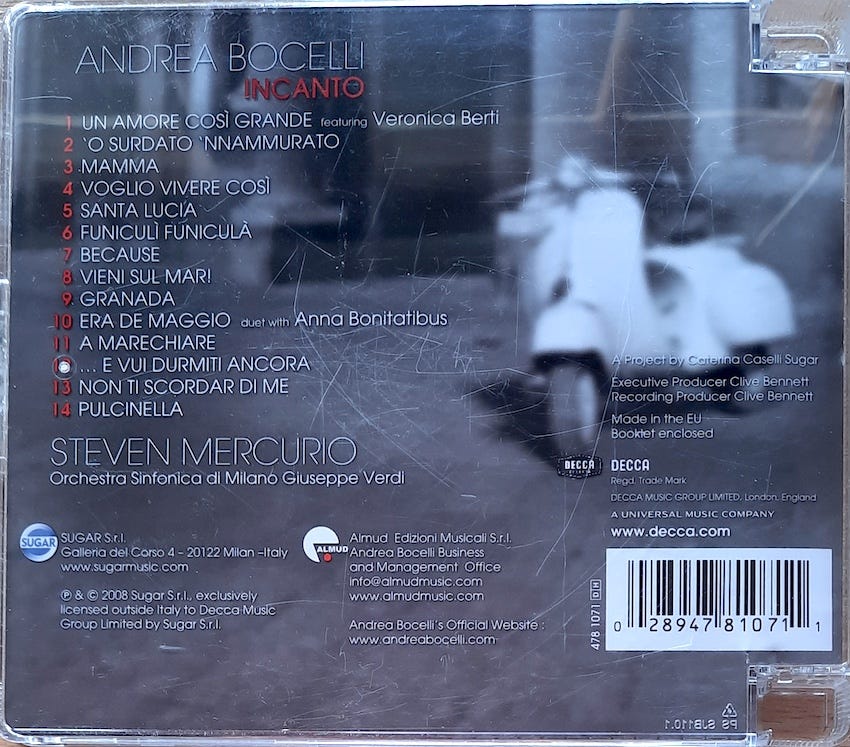 ANDREA BOCELLI
INCANTO
1 UN AMORE COSÌ GRANDE featuring Veronica Berti
2 `O SURDATO `NNAMMURATO
3 MAMMA
4 VOGLIO VIVERE COSÌ
5 SANTA LUCIA
6 FUNICULÌ FUNICULÀ
7 BECAUSE
8 VIENI SUL MAR!
9 GRANADA
10 ERA DE MAGGIO duet with Anna Bonitatibus
11 A MARECHIARE
... E VUI DURMITI ANCORA
13 NON TI SCORDAR DI ME
14 PULCINELLA
STEVEN MERCURIO
Orchestra Sinfonica di Milano Giuseppe Verdi
A Project by Caterina Caselli Sugar
Executive Producer Clive Bennett
Recording Producer Clive Bennett
Made in the EU
Booklet enclosed
DECCA
DECCA
Regd. Trade Mark
DECCA MUSIC GROUP LIMITED, London, England
A UNIVERSAL MUSIC COMPANY
www.decca.com
SUGAR
SUGAR S.r.l.
Galleria del Corso 4 - 20122 Milan -Italy
www.sugarmusic.com
℗ & © 2008 Sugar S.r.l., exclusively
licensed outside Italy to Decca Music
Group Limited by Sugar S.r.l.
ALMUD
Almud Edizioni Musicali S.r.l.
Andrea Bocelli Business
and Management Office
info@almudmusic.com
www.almudmusic.com
Andrea Bocelli's Official Website :
www.andreabocelli.com
478 1071 DH
0 28947 81071 1
PS SJB110.1